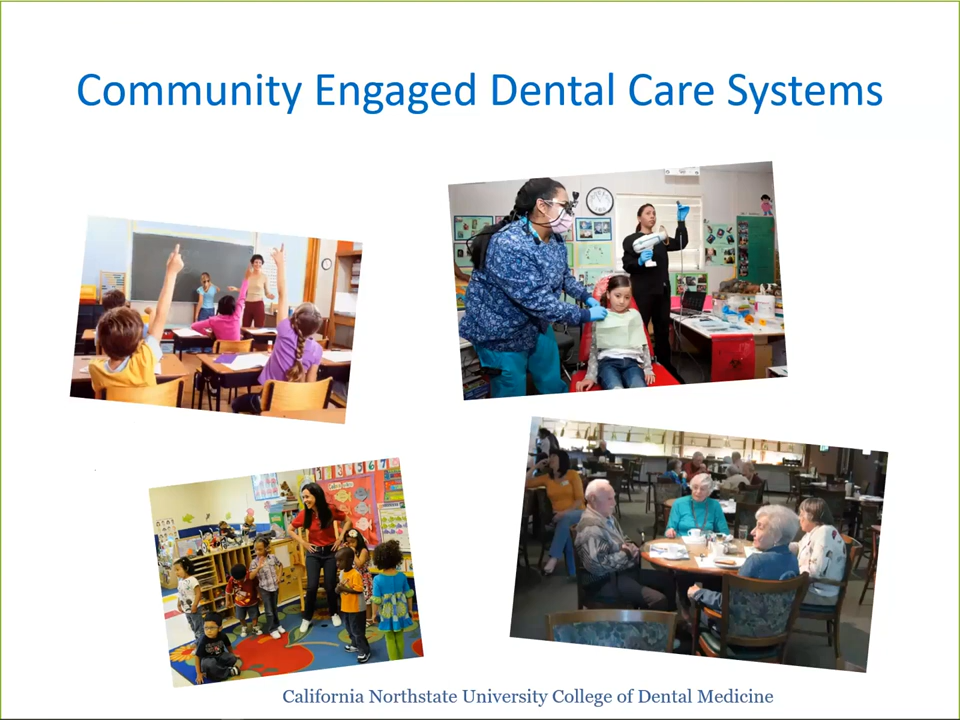 Community Engaged Dental Care Systems
California Northstate University College of Dental Medicine